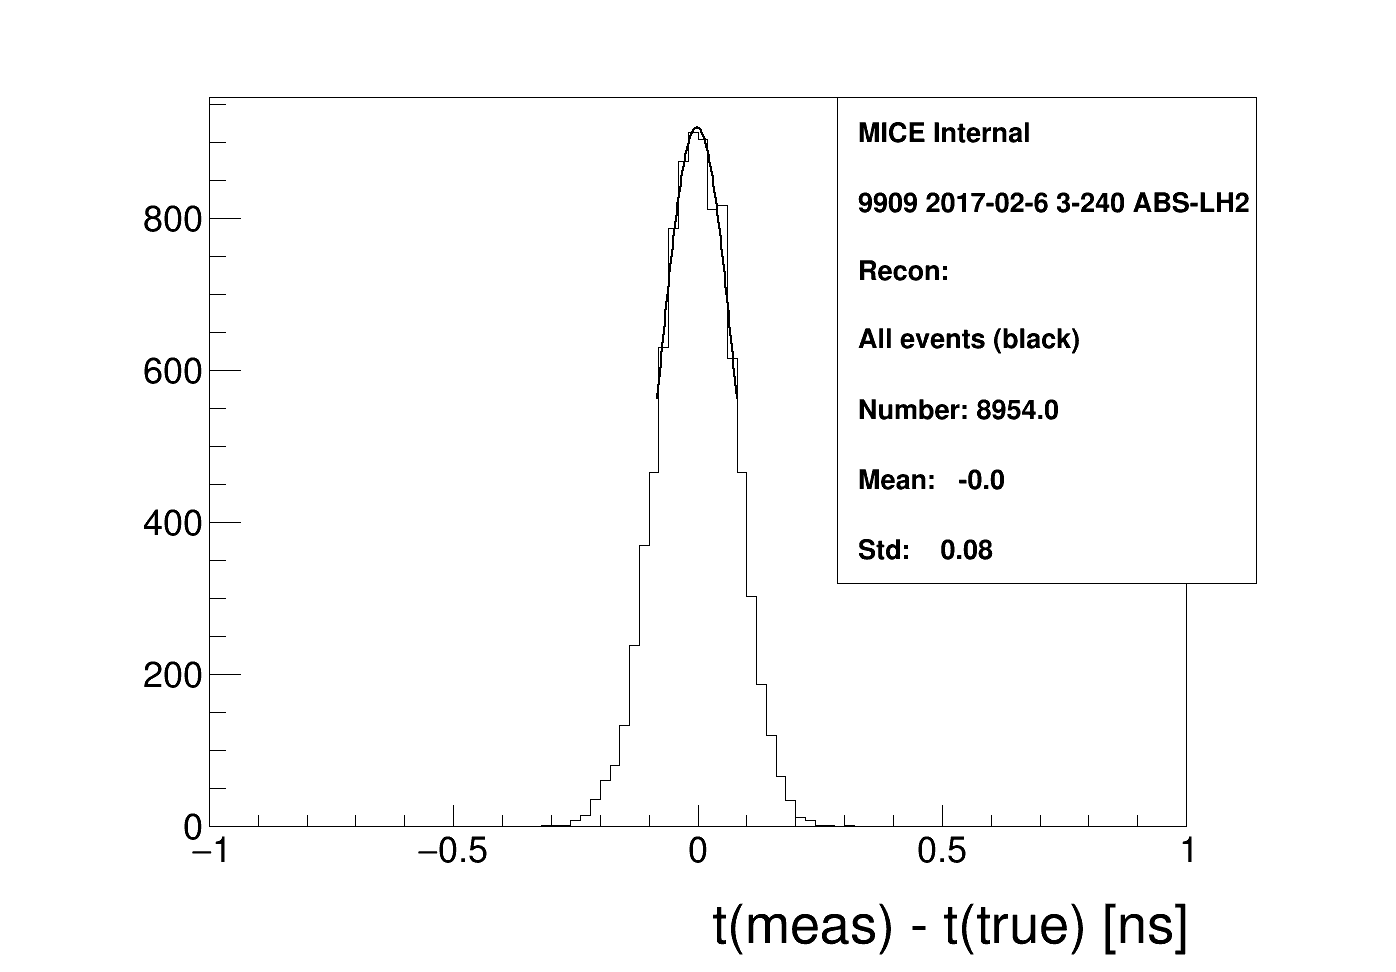 MICE Internal
9909 2017-02-6 3-240 ABS-LH2
Recon:
All events (black)
Number: 8954.0
Mean: -0.0
Std: 0.08
800
600
400
200
0
−1 −0.5 0 0.5 1
t(meas) - t(true) [ns]